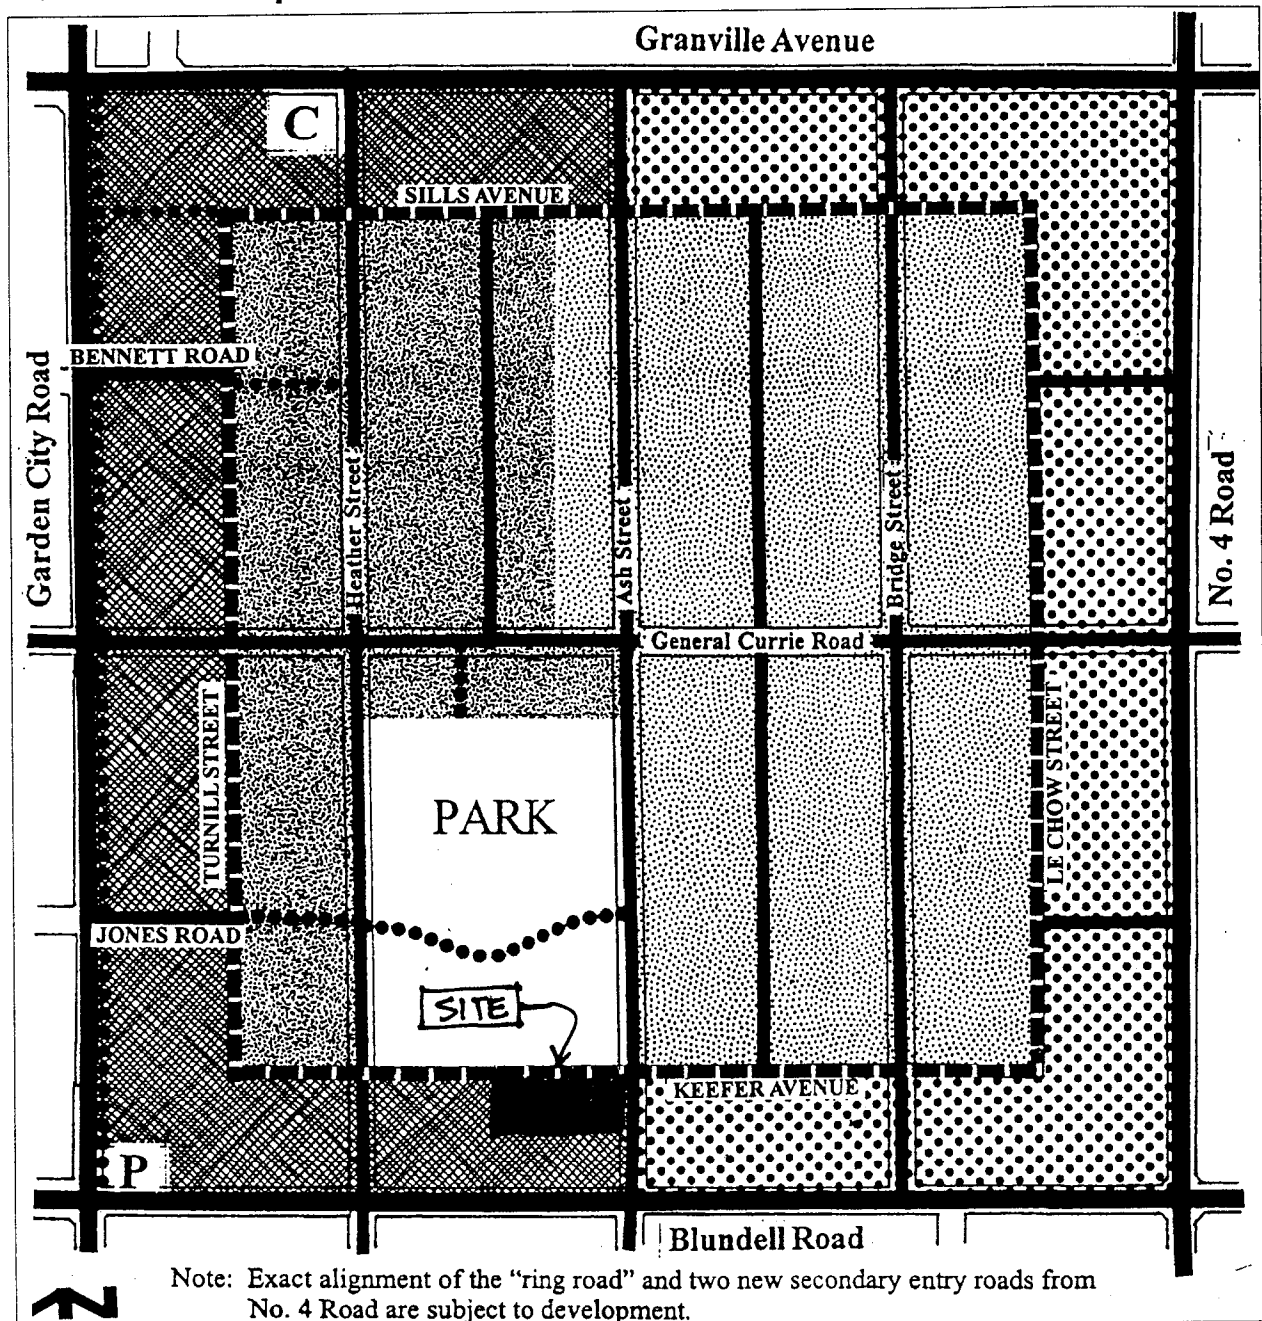 Granville Avenue
C
SILLS AVENUE
BENNETT ROAD
Garden City Road
Heather Street
Ash Street
Bridge Street
No. 4 Road
General Currie Road
TURNILL STREET
LE CHOW STREET
PARK
JONES ROAD
SITE
KEEFER AVENUE
P
Blundell Road
Note: Exact alignment of the “ring road” and two new secondary entry roads from
No. 4 Road are subject to development.